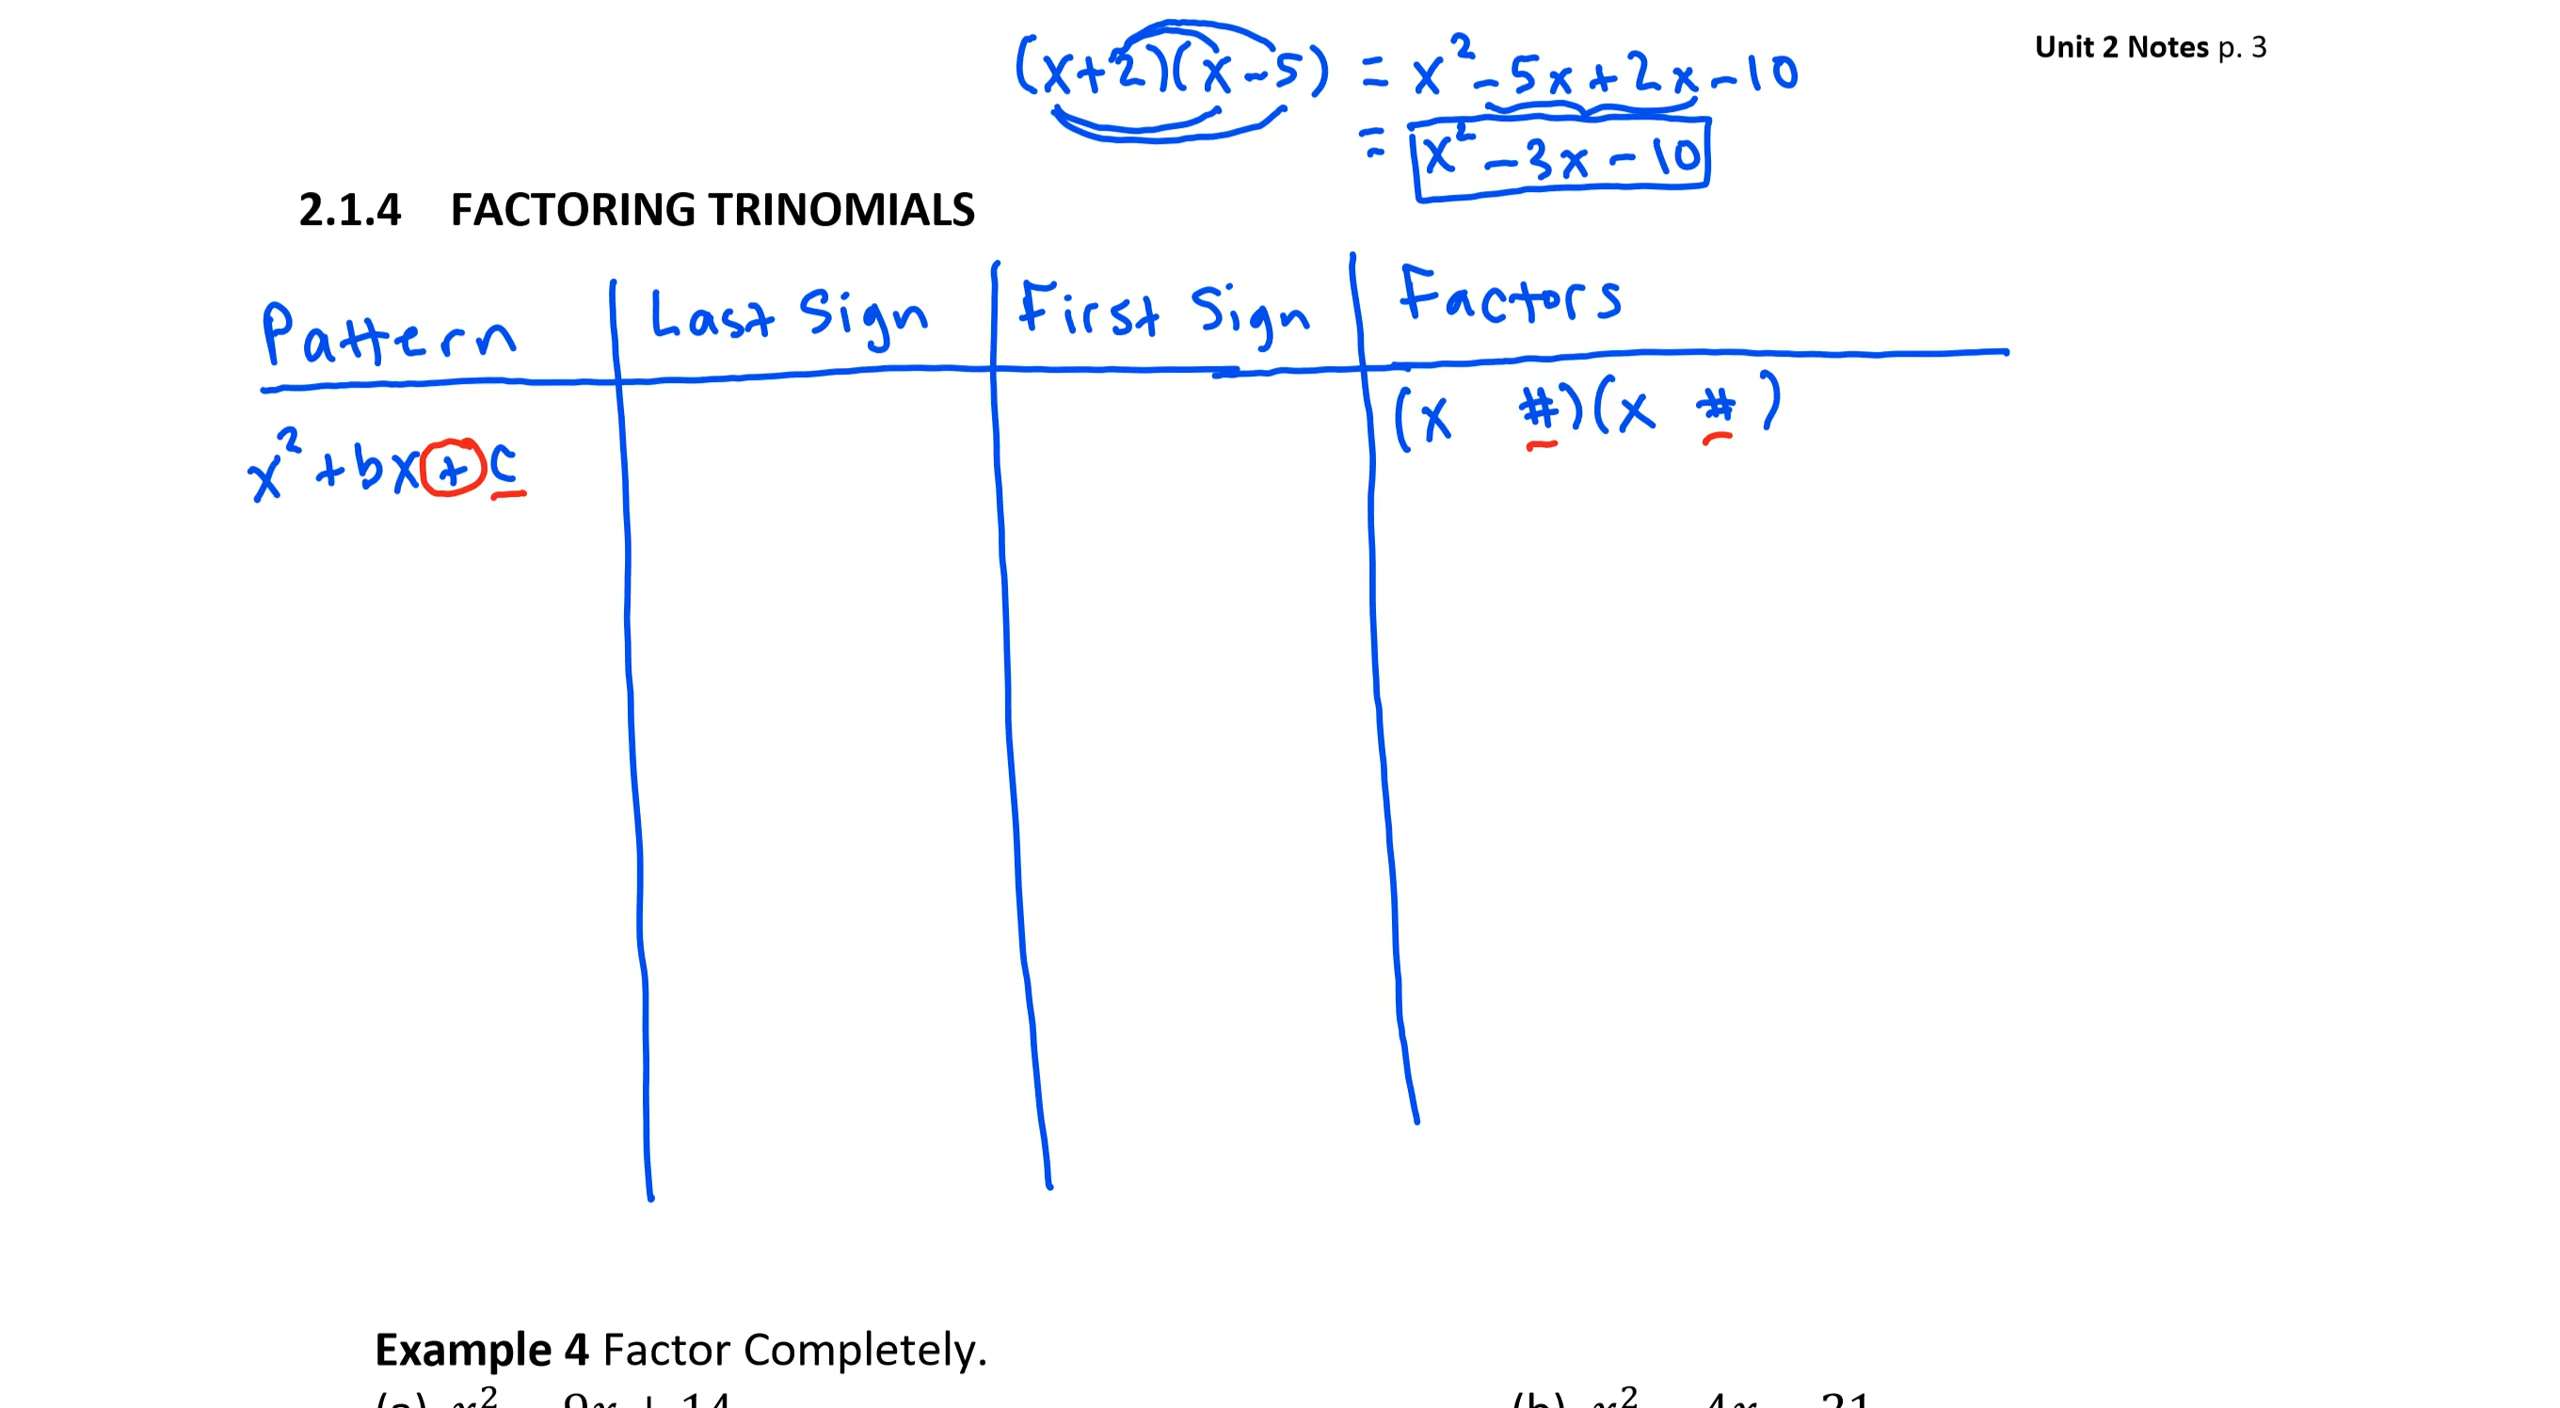 (x+2)(x-5) = x²-5x+2x-10
Unit 2 Notes p. 3
= x²-3x-10
2.1.4 FACTORING TRINOMIALS
Pattern Last Sign First Sign Factors
x²+bx+c (x #)(x #)
Example 4 Factor Completely.